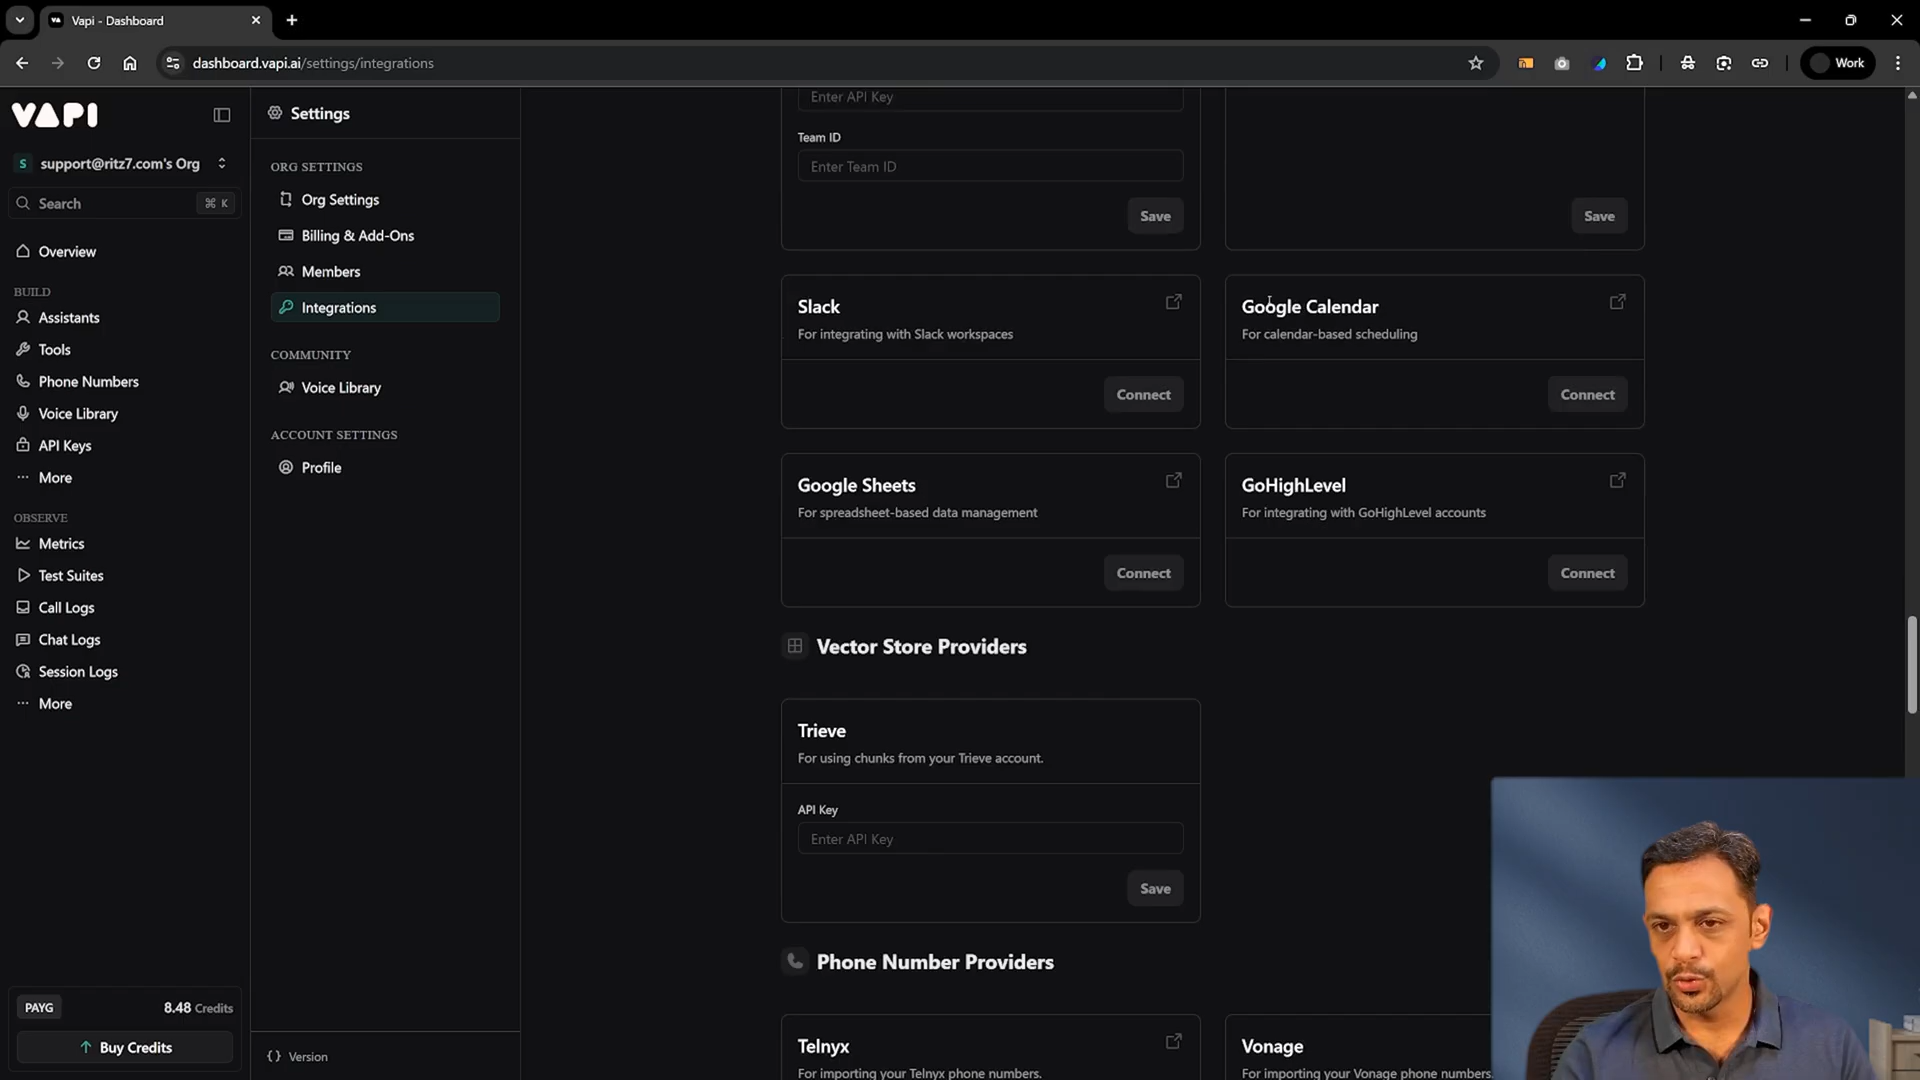 Vapi - Dashboard
dashboard.vapi.ai/settings/integrations
Work
VAPI
S support@ritz7.com's Org
Search
⌘ K
Overview
BUILD
Assistants
Tools
Phone Numbers
Voice Library
API Keys
More
OBSERVE
Metrics
Test Suites
Call Logs
Chat Logs
Session Logs
More
PAYG
8.48 Credits
Buy Credits
Settings
ORG SETTINGS
Org Settings
Billing & Add-Ons
Members
Integrations
COMMUNITY
Voice Library
ACCOUNT SETTINGS
Profile
Version
Enter API Key
Team ID
Enter Team ID
Save
Save
Slack
For integrating with Slack workspaces
Connect
Google Calendar
For calendar-based scheduling
Connect
Google Sheets
For spreadsheet-based data management
Connect
GoHighLevel
For integrating with GoHighLevel accounts
Connect
Vector Store Providers
Trieve
For using chunks from your Trieve account.
API Key
Enter API Key
Save
Phone Number Providers
Telnyx
For importing your Telnyx phone numbers.
Vonage
For importing your Vonage phone numbers.